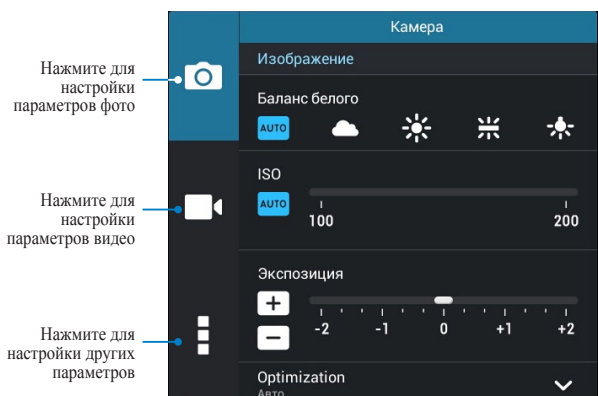 Камера
Изображение
Нажмите для
настройки
параметров фото
Баланс белого
AUTO
ISO
AUTO
100 200
Нажмите для
настройки
параметров видео
Экспозиция
+
-2 -1 0 +1 +2
−
Нажмите для
настройки других
параметров
Optimization
Авто